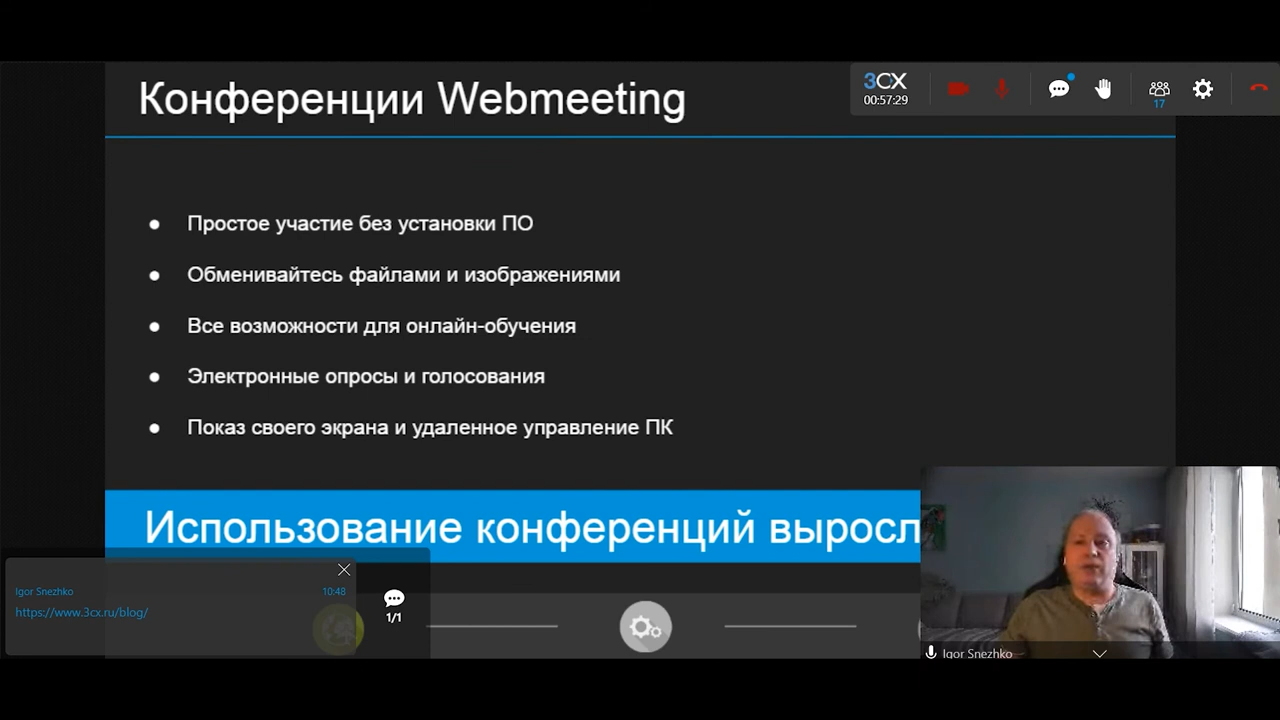 Конференции Webmeeting
3CX
00:57:29
17
Простое участие без установки ПО
Обменивайтесь файлами и изображениями
Все возможности для онлайн-обучения
Электронные опросы и голосования
Показ своего экрана и удаленное управление ПК
Использование конференций выросл
Igor Snezhko 10:48
https://www.3cx.ru/blog/
1/1
Igor Snezhko